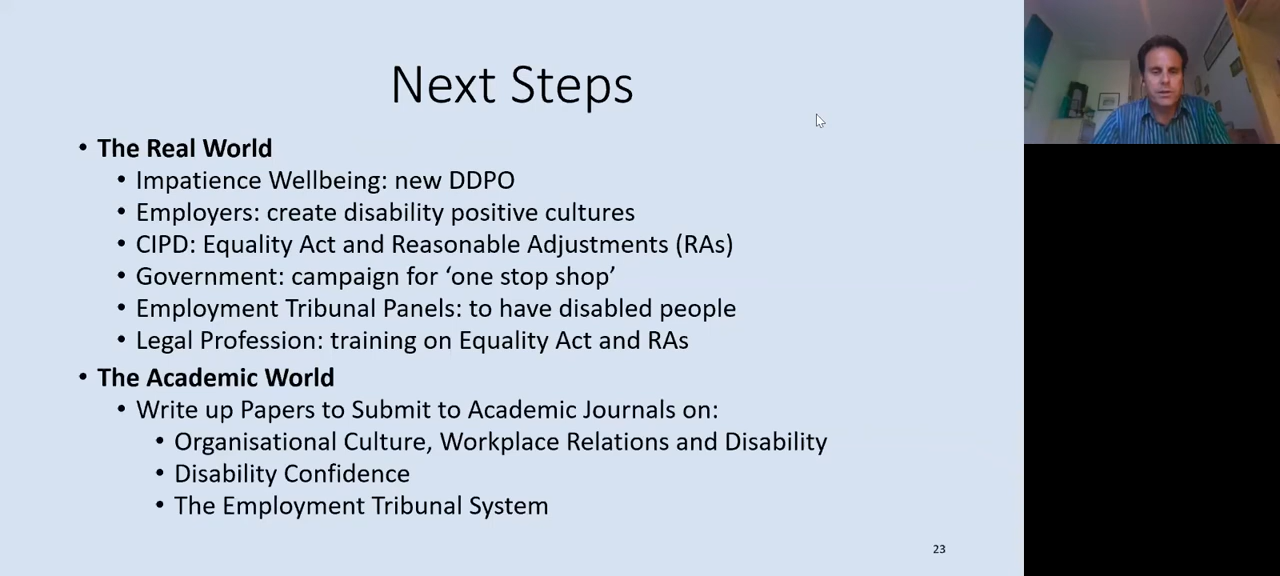 Next Steps
• The Real World
• Impatience Wellbeing: new DDPO
• Employers: create disability positive cultures
• CIPD: Equality Act and Reasonable Adjustments (RAs)
• Government: campaign for ‘one stop shop’
• Employment Tribunal Panels: to have disabled people
• Legal Profession: training on Equality Act and RAs
• The Academic World
• Write up Papers to Submit to Academic Journals on:
• Organisational Culture, Workplace Relations and Disability
• Disability Confidence
• The Employment Tribunal System
23